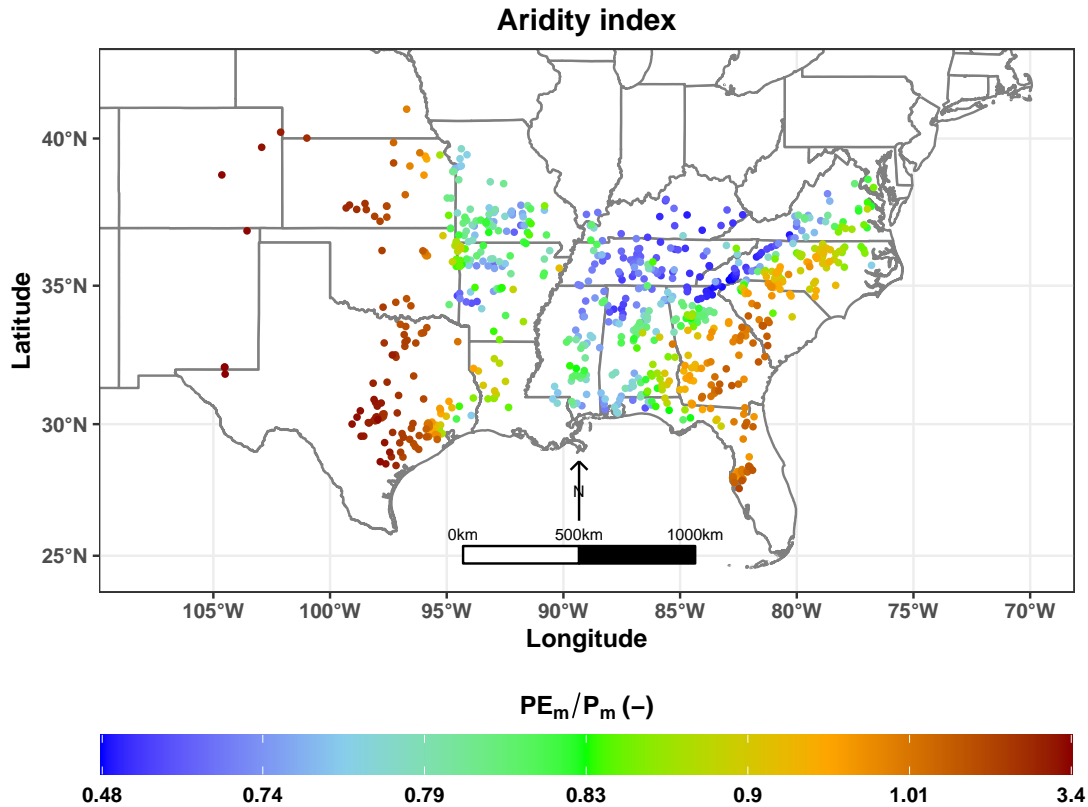 Aridity index
Latitude
40°N
35°N
30°N
25°N
N
0km 500km 1000km
105°W 100°W 95°W 90°W 85°W 80°W 75°W 70°W
Longitude
PEm/Pm (−)
0.48 0.74 0.79 0.83 0.9 1.01 3.4